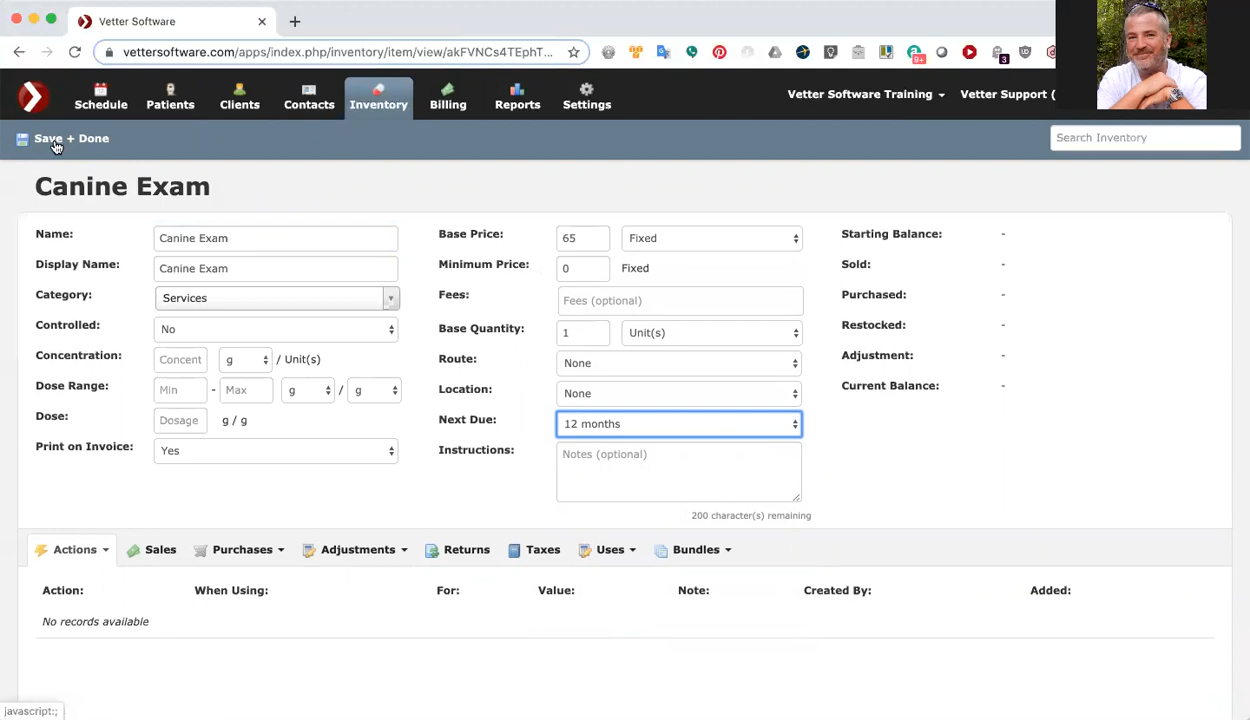 Vetter Software
vettersoftware.com/apps/index.php/inventory/item/view/akFVNCs4TEphT...
9+
3
Schedule Patients Clients Contacts Inventory Billing Reports Settings
Vetter Software Training Vetter Support (
Save + Done
Search Inventory
Canine Exam
Name: Canine Exam
Display Name: Canine Exam
Category: Services
Controlled: No
Concentration: Concent g / Unit(s)
Dose Range: Min - Max g / g
Dose: Dosage g / g
Print on Invoice: Yes
Base Price: 65 Fixed
Minimum Price: 0 Fixed
Fees: Fees (optional)
Base Quantity: 1 Unit(s)
Route: None
Location: None
Next Due: 12 months
Instructions: Notes (optional)
200 character(s) remaining
Starting Balance: -
Sold: -
Purchased: -
Restocked: -
Adjustment: -
Current Balance: -
Actions Sales Purchases Adjustments Returns Taxes Uses Bundles
Action: When Using: For: Value: Note: Created By: Added:
No records available
javascript:;